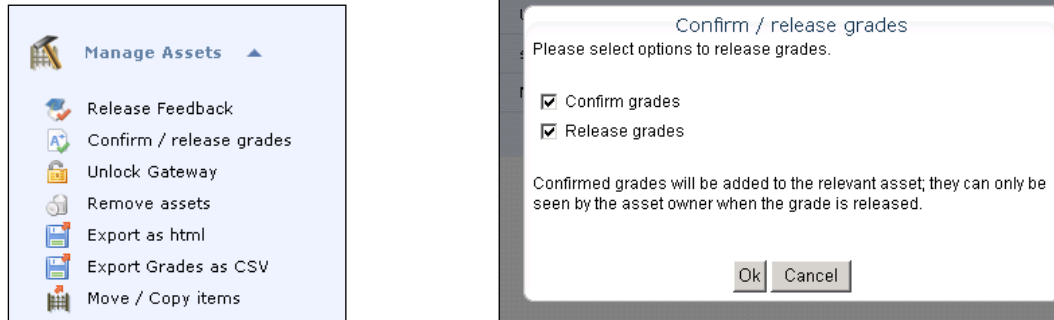 Manage Assets
Release Feedback
Confirm / release grades
Unlock Gateway
Remove assets
Export as html
Export Grades as CSV
Move / Copy items
Confirm / release grades
Please select options to release grades.
Confirm grades
Release grades
Confirmed grades will be added to the relevant asset; they can only be
seen by the asset owner when the grade is released.
Ok Cancel